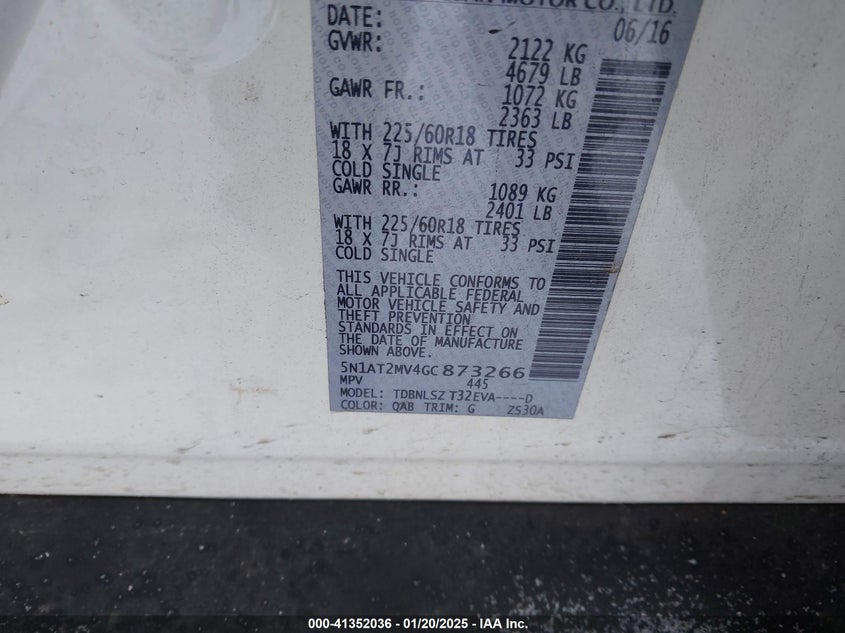 MOTOR CO., LTD.
DATE: 06/16
GVWR: 2122 KG
4679 LB
GAWR FR.: 1072 KG
2363 LB
WITH 225/60R18 TIRES
18 X 7J RIMS AT 33 PSI
COLD SINGLE
GAWR RR.: 1089 KG
2401 LB
WITH 225/60R18 TIRES
18 X 7J RIMS AT 33 PSI
COLD SINGLE
THIS VEHICLE CONFORMS TO
ALL APPLICABLE FEDERAL
MOTOR VEHICLE SAFETY AND
THEFT PREVENTION
STANDARDS IN EFFECT ON
THE DATE OF MANUFACTURE
SHOWN ABOVE.
5N1AT2MV4GC873266
MPV 445
MODEL: TDBNLSZ T32EVA----D
COLOR: QAB TRIM: G ZS30A
000-41352036 - 01/20/2025 - IAA Inc.